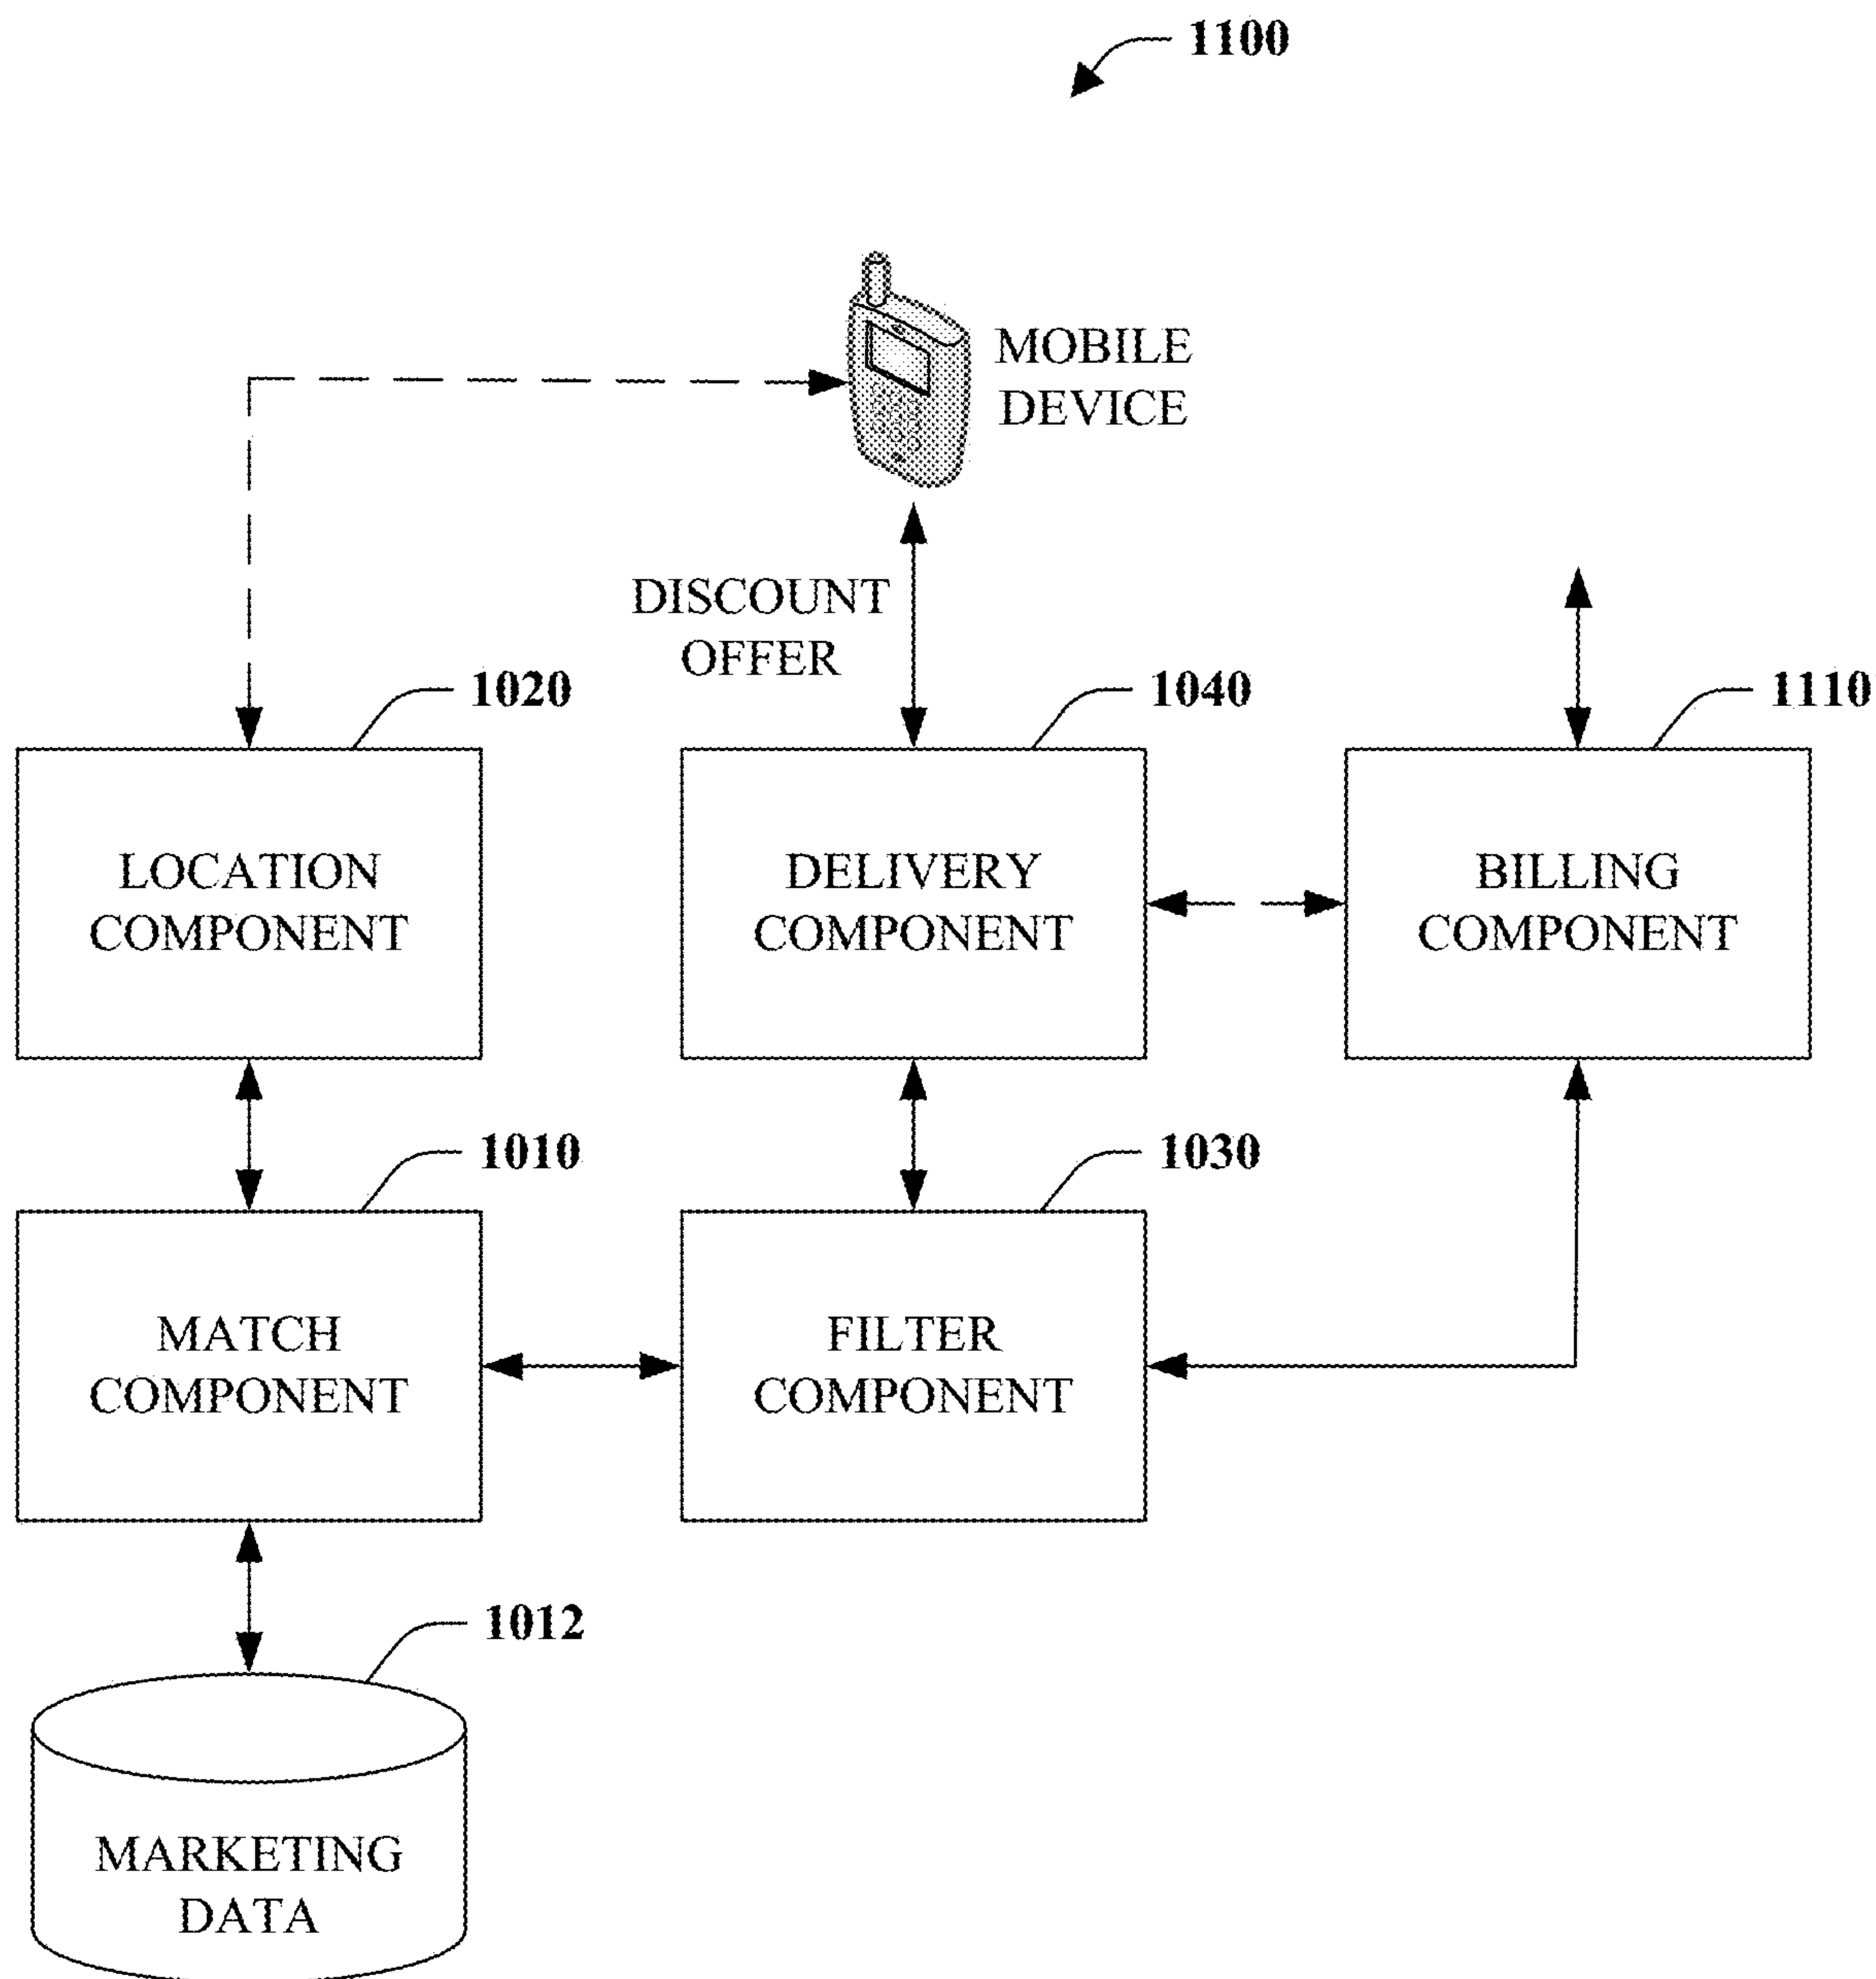 1100
MOBILE
DEVICE
DISCOUNT
OFFER
1020
1040
1110
LOCATION
COMPONENT
DELIVERY
COMPONENT
BILLING
COMPONENT
1010
1030
MATCH
COMPONENT
FILTER
COMPONENT
1012
MARKETING
DATA